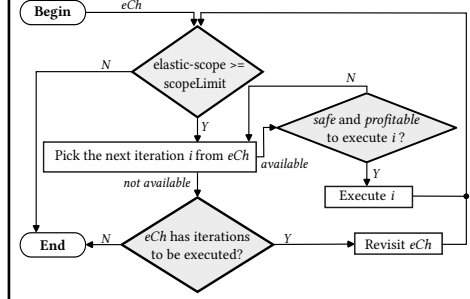 Begin
eCh
elastic-scope >=
scopeLimit
N
Y
N
safe and profitable
to execute i ?
Pick the next iteration i from eCh
available
Y
not available
Execute i
eCh has iterations
to be executed?
End
N
Y
Revisit eCh